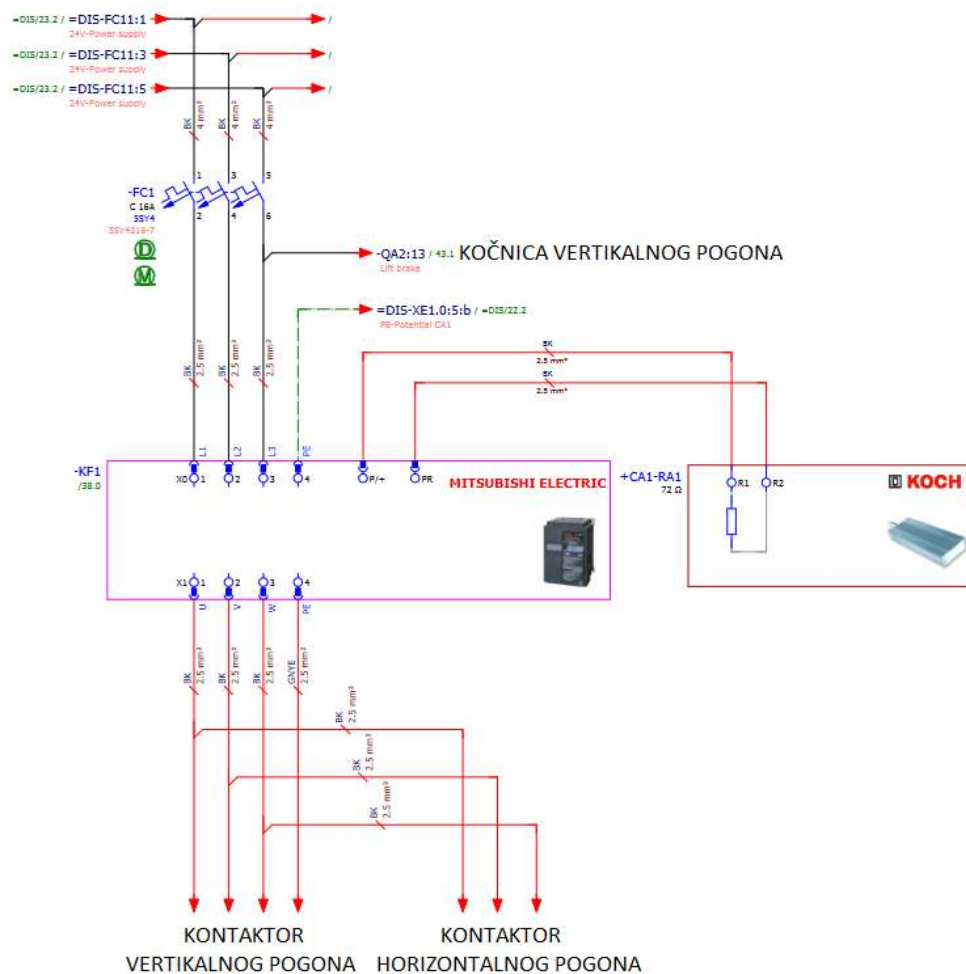 =DIS/23.2 / =DIS-FC11:1
24V-Power supply
/
=DIS/23.2 / =DIS-FC11:3
24V-Power supply
/
=DIS/23.2 / =DIS-FC11:5
24V-Power supply
/
BK 4 mm²
BK 4 mm²
BK 4 mm²
1 3 5
-FC1
C 16A
5SY4
5SY4316-7
2 4 6
D
M
-QA2:13 / 43.1 KOČNICA VERTIKALNOG POGONA
Lift brake
=DIS-XE1.0:5:b / =DIS/22.2
PE-Potential CA1
BK
2.5 mm²
BK
2.5 mm²
BK 2.5 mm²
BK 2.5 mm²
BK 2.5 mm²
L1 L2 L3 PE
-KF1
/38.0
X0 1 2 3 4 P/+ PR
MITSUBISHI ELECTRIC
+CA1-RA1
72 Ω
R1 R2
KOCH
X1 1 2 3 4
U V W PE
BK 2.5 mm²
BK 2.5 mm²
BK 2.5 mm²
GNYE 2.5 mm²
BK 2.5 mm²
BK 2.5 mm²
BK 2.5 mm²
KONTAKTOR
VERTIKALNOG POGONA
KONTAKTOR
HORIZONTALNOG POGONA